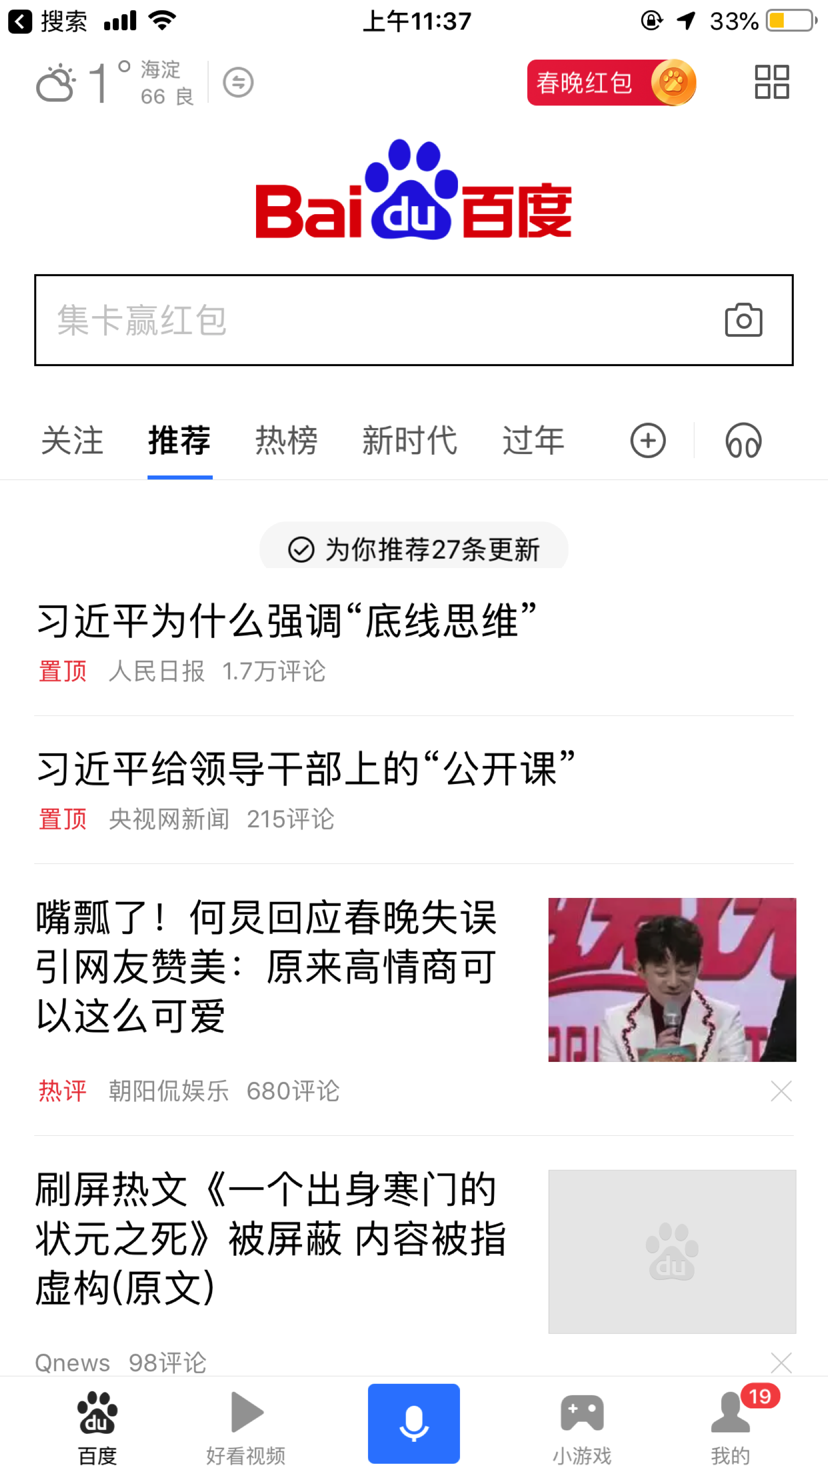 搜索
上午11:37
33%
1°
海淀
66 良
春晚红包
Bai du 百度
集卡赢红包
关注 推荐 热榜 新时代 过年
为你推荐27条更新
习近平为什么强调“底线思维”
置顶 人民日报 1.7万评论
习近平给领导干部上的“公开课”
置顶 央视网新闻 215评论
嘴瓢了！何炅回应春晚失误
引网友赞美：原来高情商可
以这么可爱
热评 朝阳侃娱乐 680评论
刷屏热文《一个出身寒门的
状元之死》被屏蔽 内容被指
虚构(原文)
du
Qnews 98评论
du
19
百度 好看视频 小游戏 我的